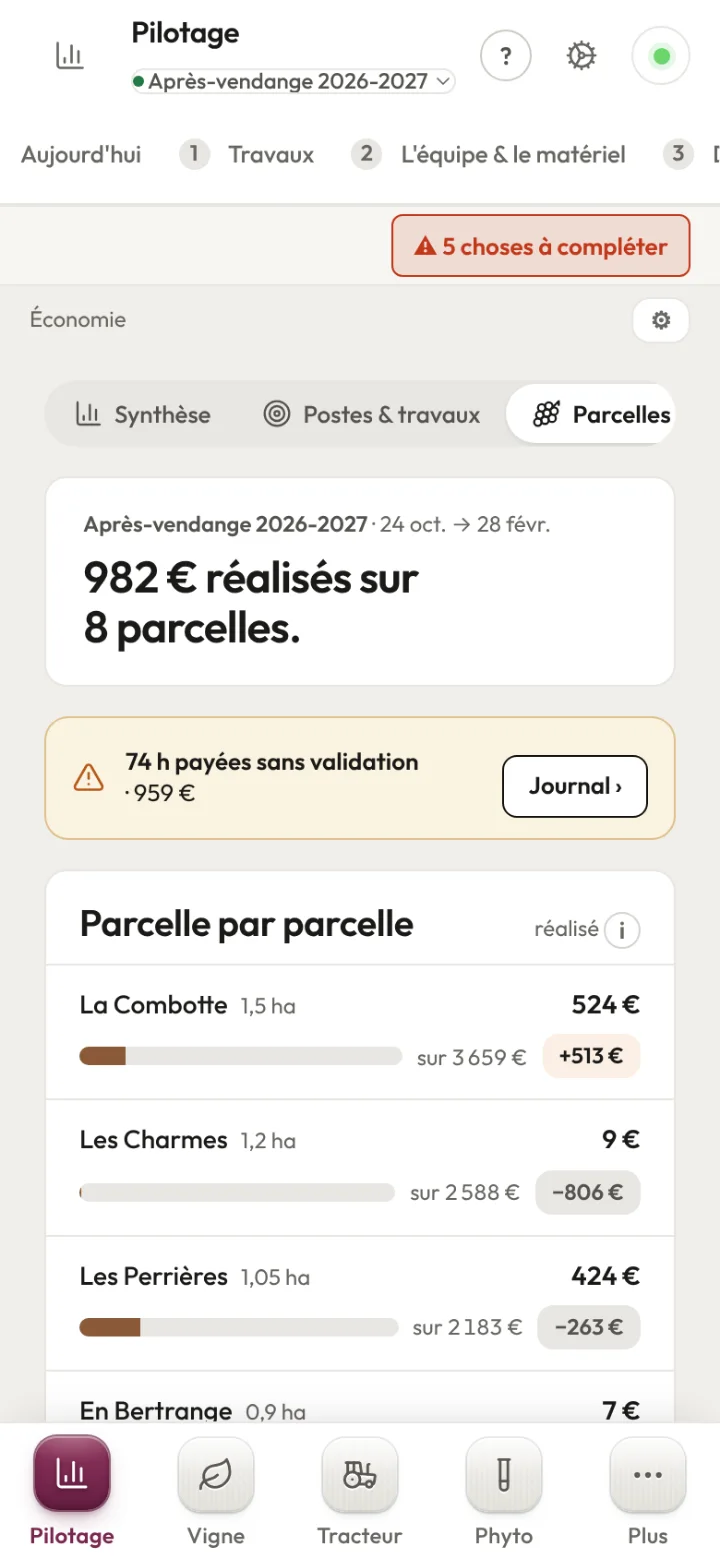 Pilotage
Après-vendange 2026-2027
?
Aujourd'hui 1 Travaux 2 L'équipe & le matériel 3
5 choses à compléter
Économie
Synthèse Postes & travaux Parcelles
Après-vendange 2026-2027 · 24 oct. → 28 févr.
982 € réalisés sur
8 parcelles.
74 h payées sans validation
· 959 €
Journal ›
Parcelle par parcelle réalisé i
La Combotte 1,5 ha 524 €
sur 3 659 € +513 €
Les Charmes 1,2 ha 9 €
sur 2 588 € −806 €
Les Perrières 1,05 ha 424 €
sur 2 183 € −263 €
En Bertrange 0,9 ha 7 €
Pilotage Vigne Tracteur Phyto Plus